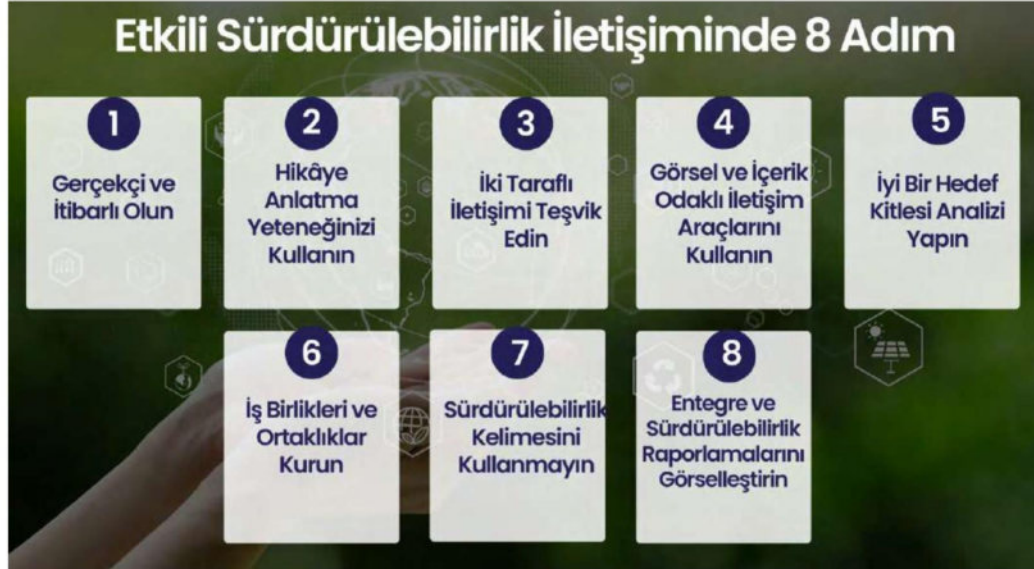 Etkili Sürdürülebilirlik İletişiminde 8 Adım
1
Gerçekçi ve
İtibarlı Olun
2
Hikâye
Anlatma
Yeteneğinizi
Kullanın
3
İki Taraflı
İletişimi Teşvik
Edin
4
Görsel ve İçerik
Odaklı İletişim
Araçlarını
Kullanın
5
İyi Bir Hedef
Kitlesi Analizi
Yapın
6
İş Birlikleri ve
Ortaklıklar
Kurun
7
Sürdürülebilirlik
Kelimesini
Kullanmayın
8
Entegre ve
Sürdürülebilirlik
Raporlamalarını
Görselleştirin